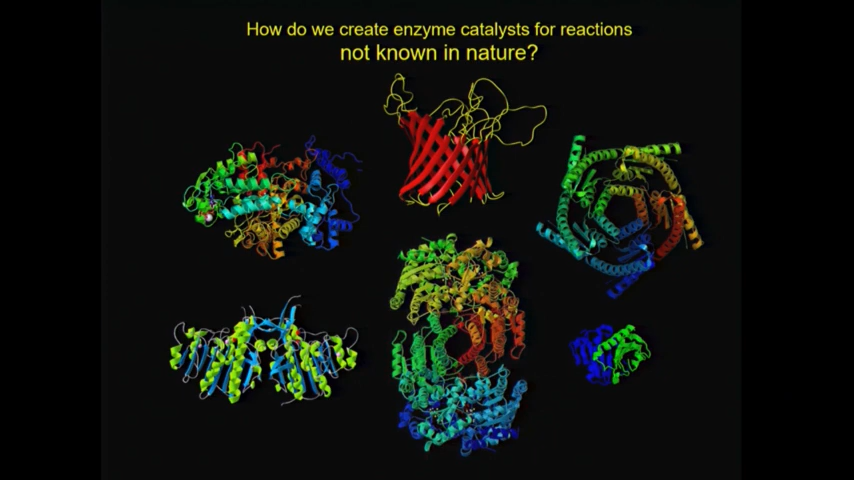 How do we create enzyme catalysts for reactions
not known in nature?